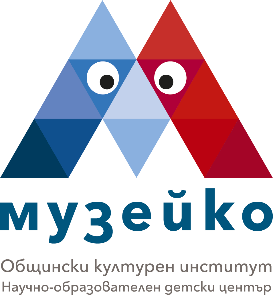 музейко
Общински културен институт
Научно-образователен детски център